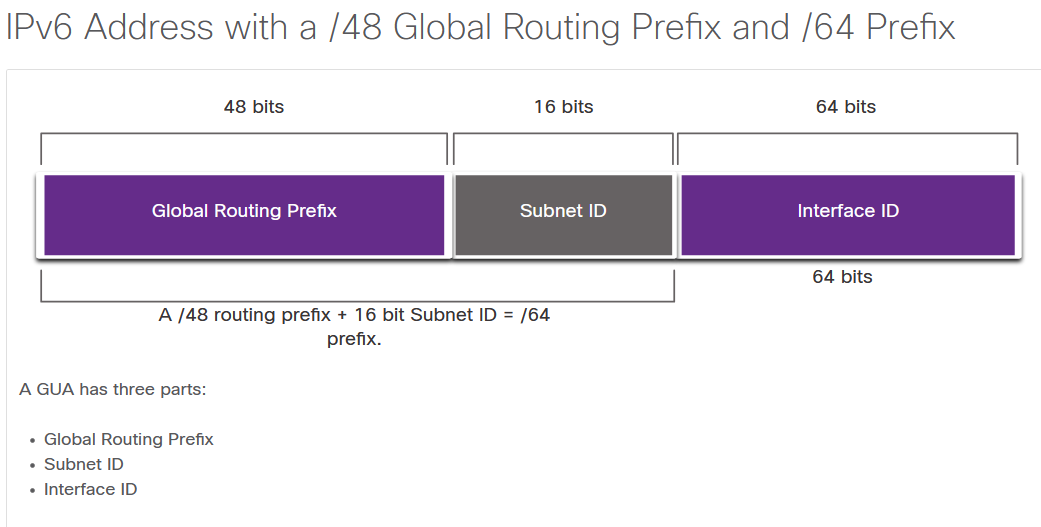 IPv6 Address with a /48 Global Routing Prefix and /64 Prefix
48 bits
16 bits
64 bits
Global Routing Prefix
Subnet ID
Interface ID
64 bits
A /48 routing prefix + 16 bit Subnet ID = /64
prefix.
A GUA has three parts:
• Global Routing Prefix
• Subnet ID
• Interface ID